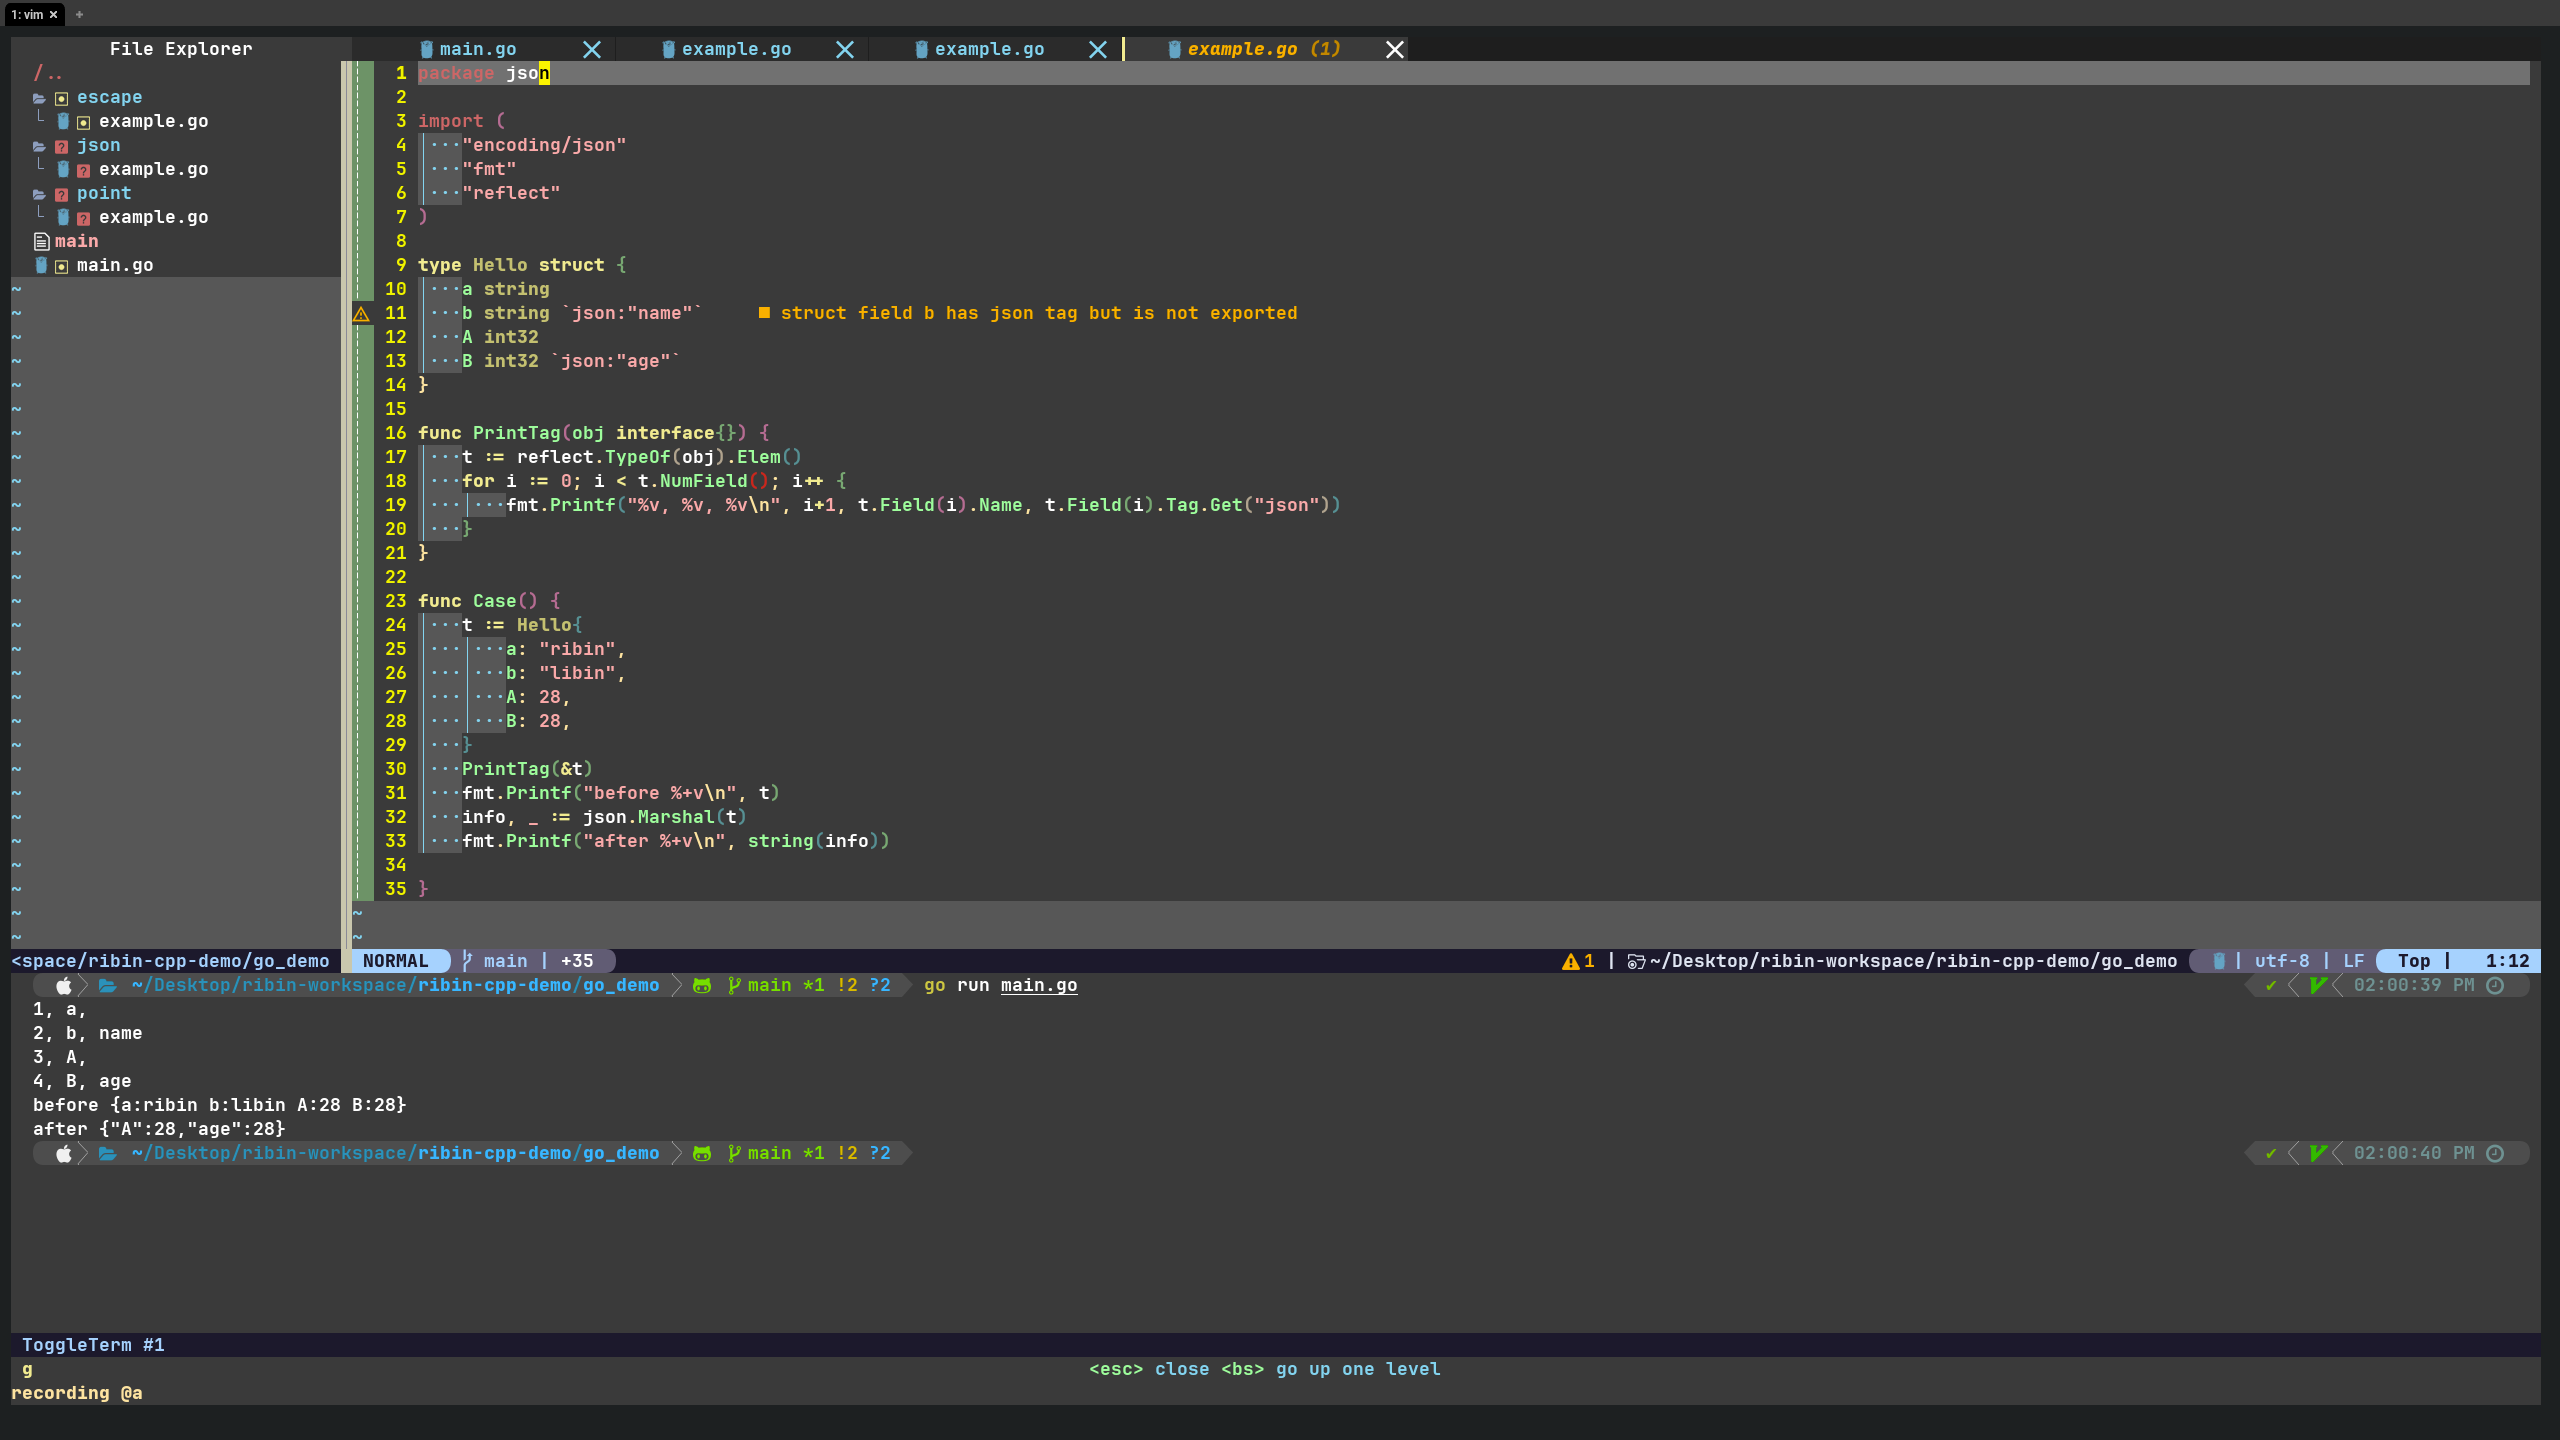 1: vim × +
File Explorer
main.go example.go example.go example.go (1)
/..
escape
example.go
json
example.go
point
example.go
main
main.go
1 package json
2
3 import (
4 "encoding/json"
5 "fmt"
6 "reflect"
7 )
8
9 type Hello struct {
10 a string
11 b string `json:"name"` ■ struct field b has json tag but is not exported
12 A int32
13 B int32 `json:"age"`
14 }
15
16 func PrintTag(obj interface{}) {
17 t := reflect.TypeOf(obj).Elem()
18 for i := 0; i < t.NumField(); i++ {
19 fmt.Printf("%v, %v, %v\n", i+1, t.Field(i).Name, t.Field(i).Tag.Get("json"))
20 }
21 }
22
23 func Case() {
24 t := Hello{
25 a: "ribin",
26 b: "libin",
27 A: 28,
28 B: 28,
29 }
30 PrintTag(&t)
31 fmt.Printf("before %+v\n", t)
32 info, _ := json.Marshal(t)
33 fmt.Printf("after %+v\n", string(info))
34
35 }
<space/ribin-cpp-demo/go_demo NORMAL main | +35 1 | ~/Desktop/ribin-workspace/ribin-cpp-demo/go_demo | utf-8 | LF Top | 1:12
~/Desktop/ribin-workspace/ribin-cpp-demo/go_demo main *1 !2 ?2 go run main.go ✔ 02:00:39 PM
1, a,
2, b, name
3, A,
4, B, age
before {a:ribin b:libin A:28 B:28}
after {"A":28,"age":28}
~/Desktop/ribin-workspace/ribin-cpp-demo/go_demo main *1 !2 ?2 ✔ 02:00:40 PM
ToggleTerm #1
g <esc> close <bs> go up one level
recording @a